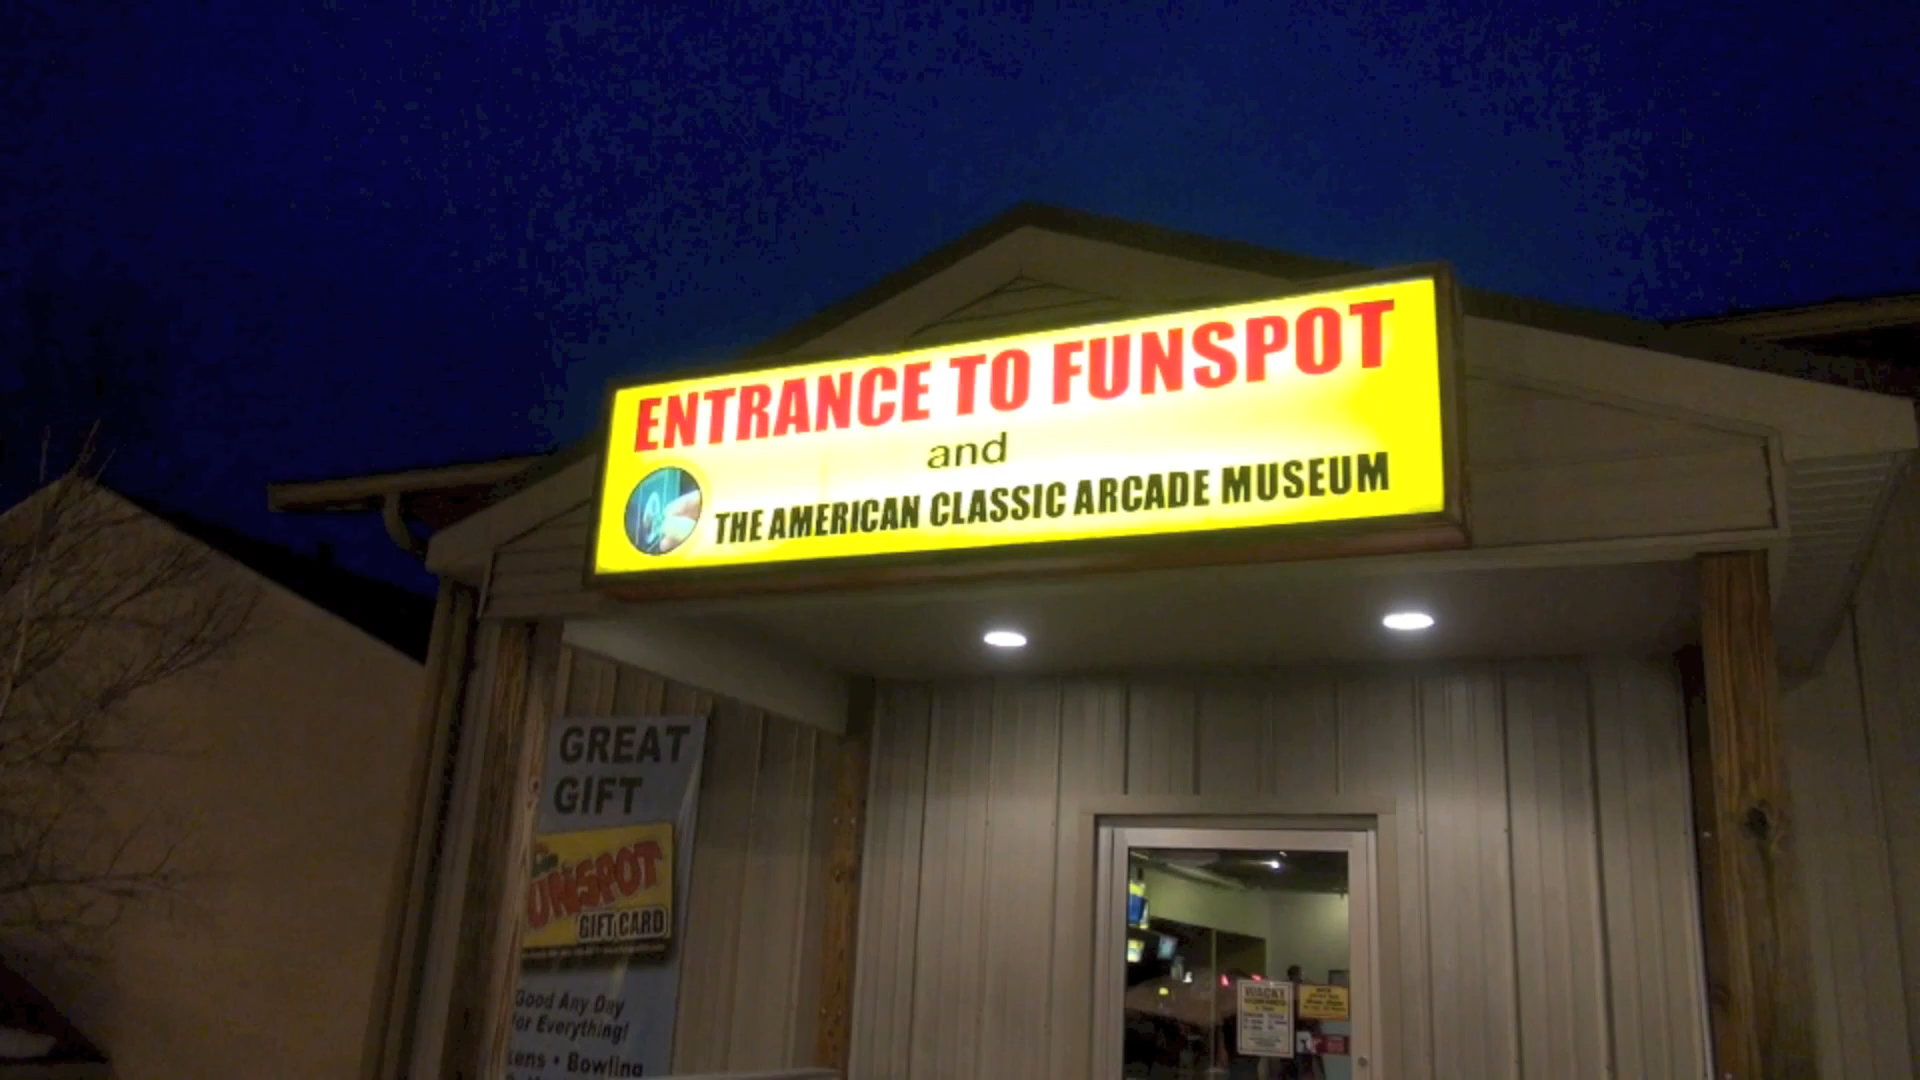 ENTRANCE TO FUNSPOT
and
THE AMERICAN CLASSIC ARCADE MUSEUM
GREAT
GIFT
FUNSPOT
GIFT CARD
Good Any Day
for Everything!
• Bowling
WACKY